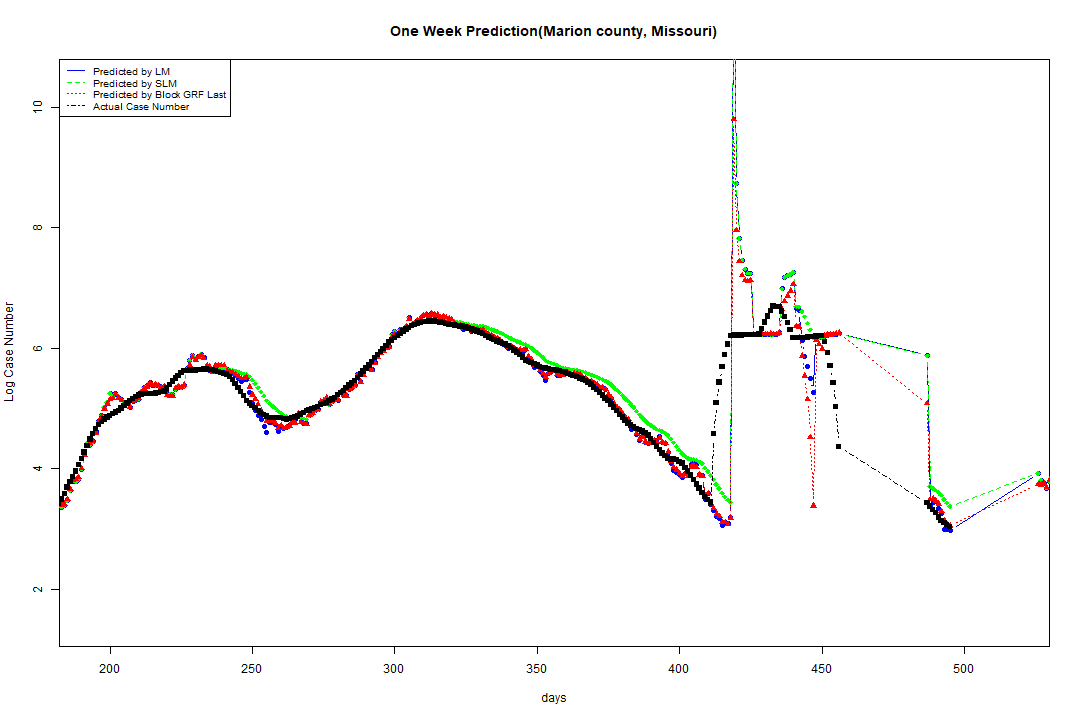 One Week Prediction(Marion county, Missouri)
Predicted by LM
Predicted by SLM
Predicted by Block GRF Last
Actual Case Number
Log Case Number
10
8
6
4
2
200 250 300 350 400 450 500
days